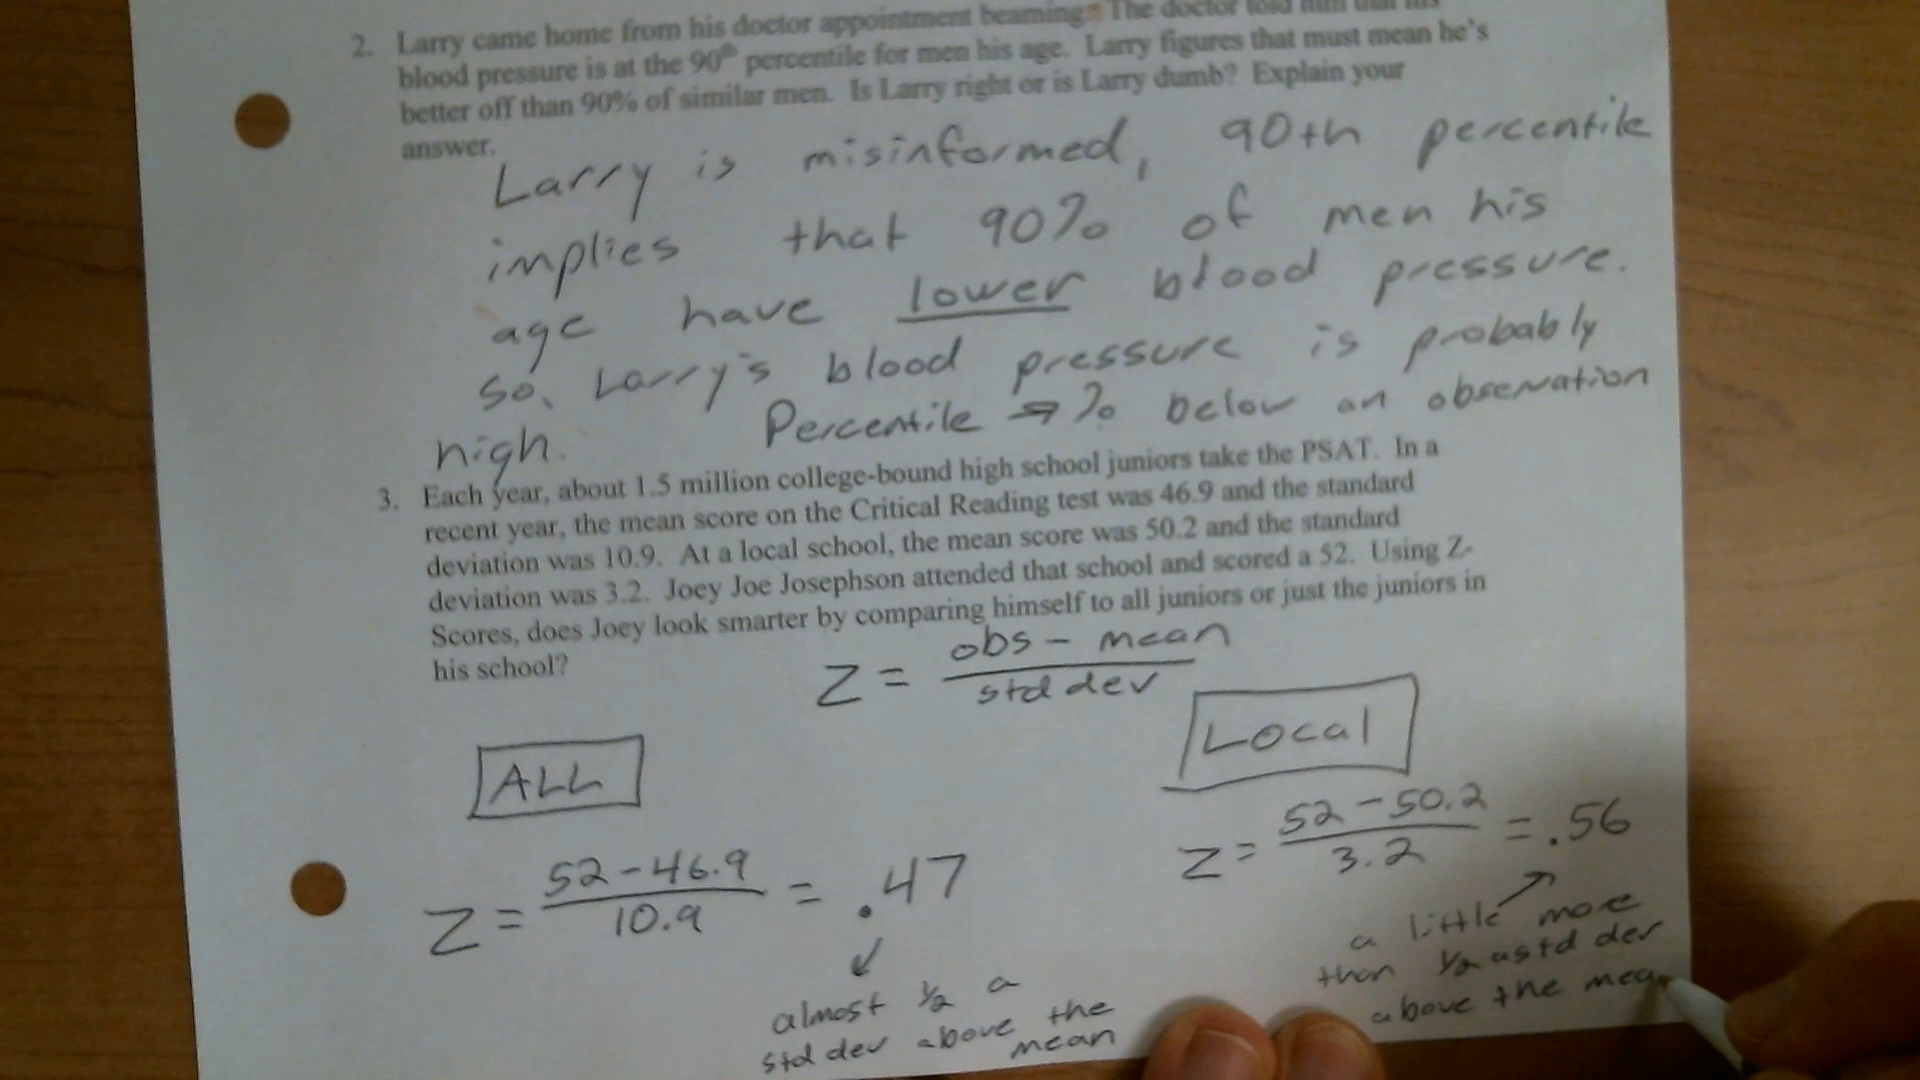 2. Larry came home from his doctor appointment beaming. The doctor told him that his
blood pressure is at the 90th percentile for men his age. Larry figures that must mean he's
better off than 90% of similar men. Is Larry right or is Larry dumb? Explain your
answer.
Larry is misinformed, 90th percentile
implies that 90% of men his
age have lower blood pressure.
So, Larry's blood pressure is probably
high. Percentile → % below an observation
3. Each year, about 1.5 million college-bound high school juniors take the PSAT. In a
recent year, the mean score on the Critical Reading test was 46.9 and the standard
deviation was 10.9. At a local school, the mean score was 50.2 and the standard
deviation was 3.2. Joey Joe Josephson attended that school and scored a 52. Using Z-
Scores, does Joey look smarter by comparing himself to all juniors or just the juniors in
his school?
Z = obs - mean
std dev
ALL
Z = 52-46.9
10.9
= .47
almost 1/2 a
std dev above the
mean
Local
Z = 52-50.2
3.2
= .56
a little more
than 1/2 a std dev
above the mean